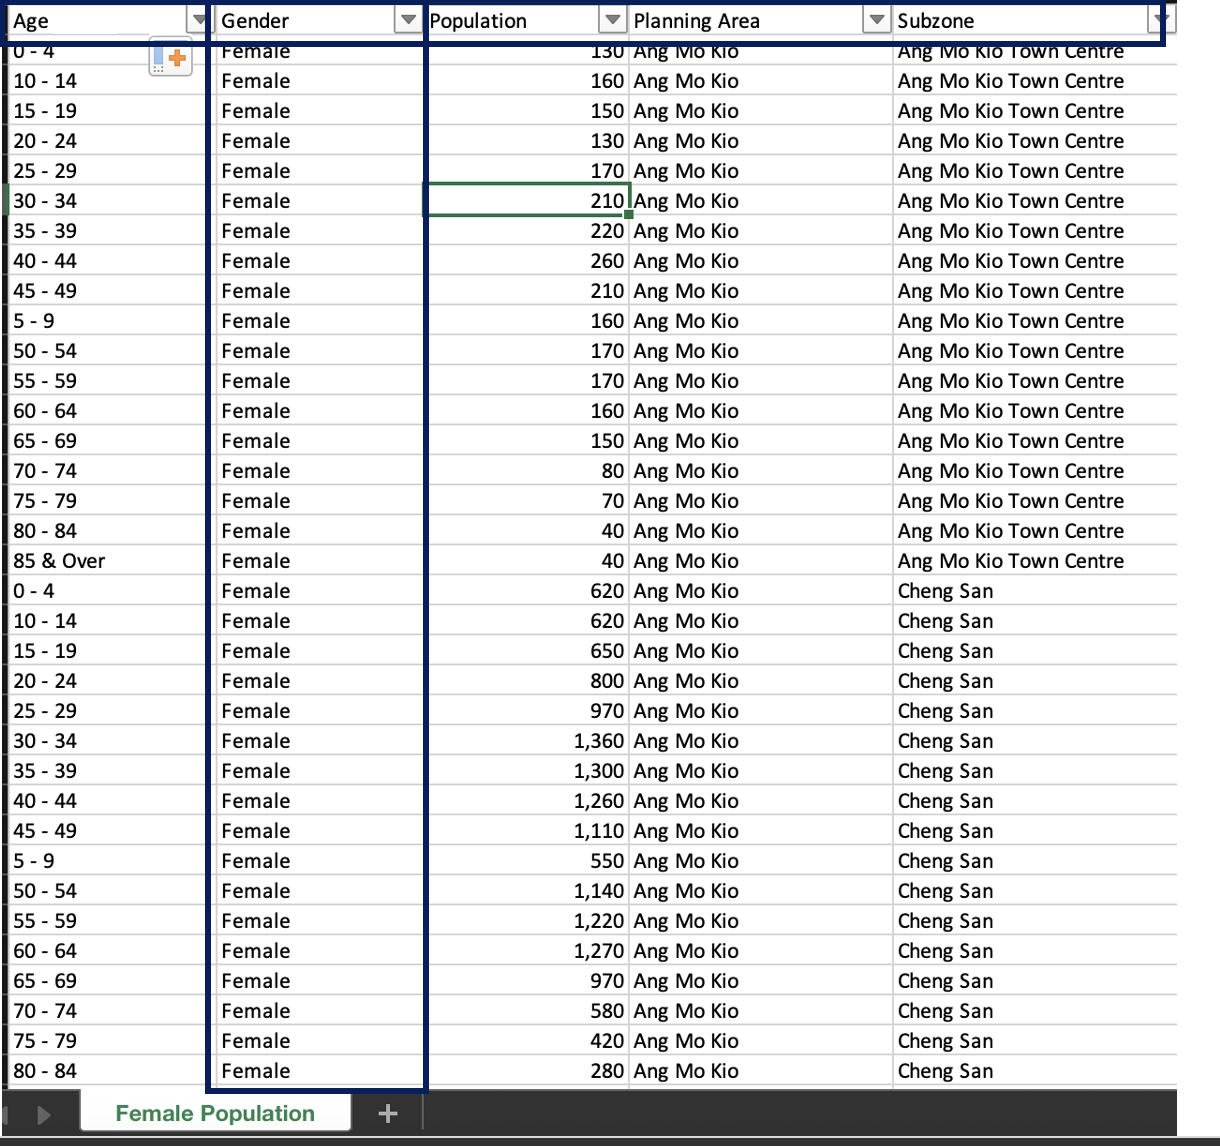 Age Gender Population Planning Area Subzone
0 - 4 Female 130 Ang Mo Kio Ang Mo Kio Town Centre
10 - 14 Female 160 Ang Mo Kio Ang Mo Kio Town Centre
15 - 19 Female 150 Ang Mo Kio Ang Mo Kio Town Centre
20 - 24 Female 130 Ang Mo Kio Ang Mo Kio Town Centre
25 - 29 Female 170 Ang Mo Kio Ang Mo Kio Town Centre
30 - 34 Female 210 Ang Mo Kio Ang Mo Kio Town Centre
35 - 39 Female 220 Ang Mo Kio Ang Mo Kio Town Centre
40 - 44 Female 260 Ang Mo Kio Ang Mo Kio Town Centre
45 - 49 Female 210 Ang Mo Kio Ang Mo Kio Town Centre
5 - 9 Female 160 Ang Mo Kio Ang Mo Kio Town Centre
50 - 54 Female 170 Ang Mo Kio Ang Mo Kio Town Centre
55 - 59 Female 170 Ang Mo Kio Ang Mo Kio Town Centre
60 - 64 Female 160 Ang Mo Kio Ang Mo Kio Town Centre
65 - 69 Female 150 Ang Mo Kio Ang Mo Kio Town Centre
70 - 74 Female 80 Ang Mo Kio Ang Mo Kio Town Centre
75 - 79 Female 70 Ang Mo Kio Ang Mo Kio Town Centre
80 - 84 Female 40 Ang Mo Kio Ang Mo Kio Town Centre
85 & Over Female 40 Ang Mo Kio Ang Mo Kio Town Centre
0 - 4 Female 620 Ang Mo Kio Cheng San
10 - 14 Female 620 Ang Mo Kio Cheng San
15 - 19 Female 650 Ang Mo Kio Cheng San
20 - 24 Female 800 Ang Mo Kio Cheng San
25 - 29 Female 970 Ang Mo Kio Cheng San
30 - 34 Female 1,360 Ang Mo Kio Cheng San
35 - 39 Female 1,300 Ang Mo Kio Cheng San
40 - 44 Female 1,260 Ang Mo Kio Cheng San
45 - 49 Female 1,110 Ang Mo Kio Cheng San
5 - 9 Female 550 Ang Mo Kio Cheng San
50 - 54 Female 1,140 Ang Mo Kio Cheng San
55 - 59 Female 1,220 Ang Mo Kio Cheng San
60 - 64 Female 1,270 Ang Mo Kio Cheng San
65 - 69 Female 970 Ang Mo Kio Cheng San
70 - 74 Female 580 Ang Mo Kio Cheng San
75 - 79 Female 420 Ang Mo Kio Cheng San
80 - 84 Female 280 Ang Mo Kio Cheng San
Female Population